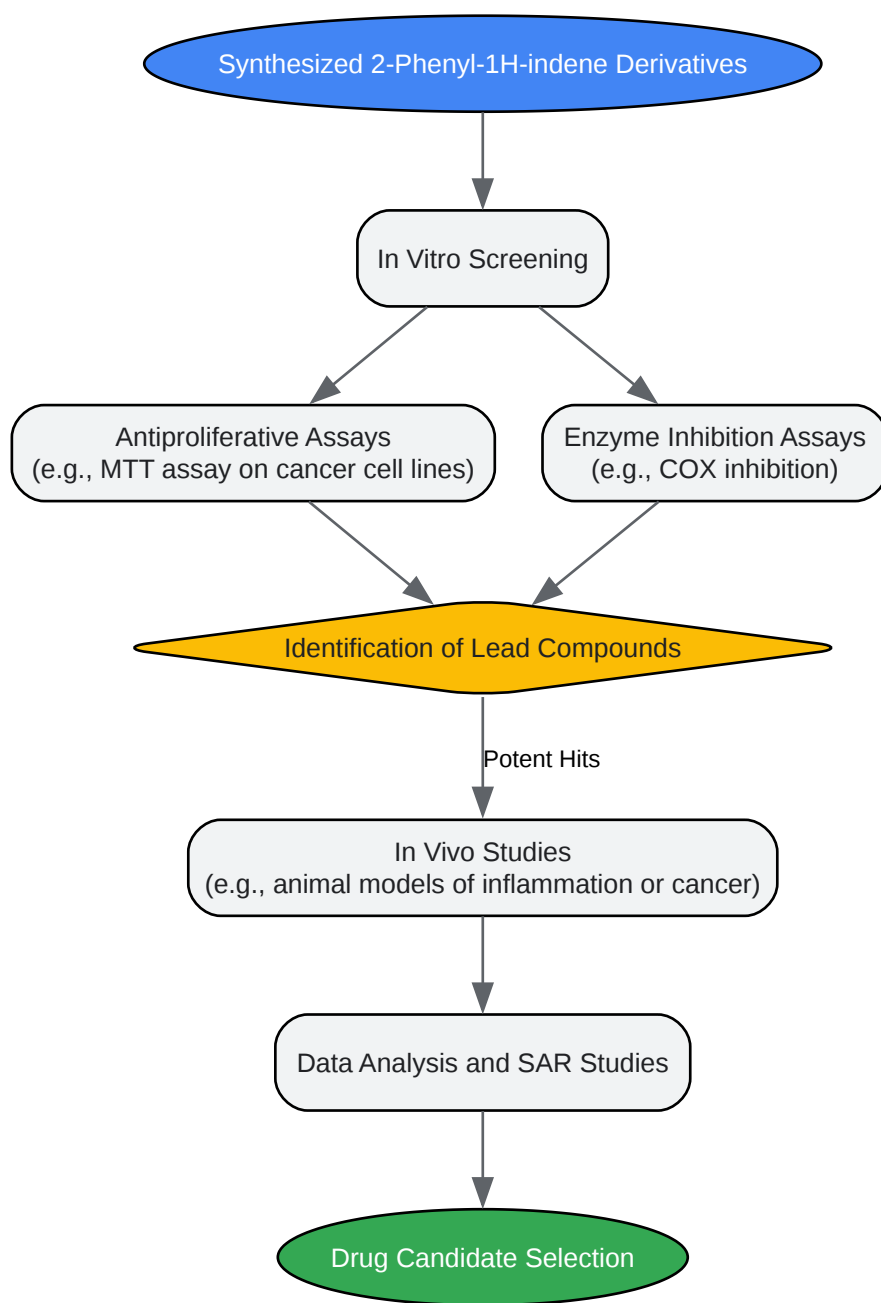 Synthesized 2-Phenyl-1H-indene Derivatives
In Vitro Screening
Antiproliferative Assays
(e.g., MTT assay on cancer cell lines)
Enzyme Inhibition Assays
(e.g., COX inhibition)
Identification of Lead Compounds
Potent Hits
In Vivo Studies
(e.g., animal models of inflammation or cancer)
Data Analysis and SAR Studies
Drug Candidate Selection